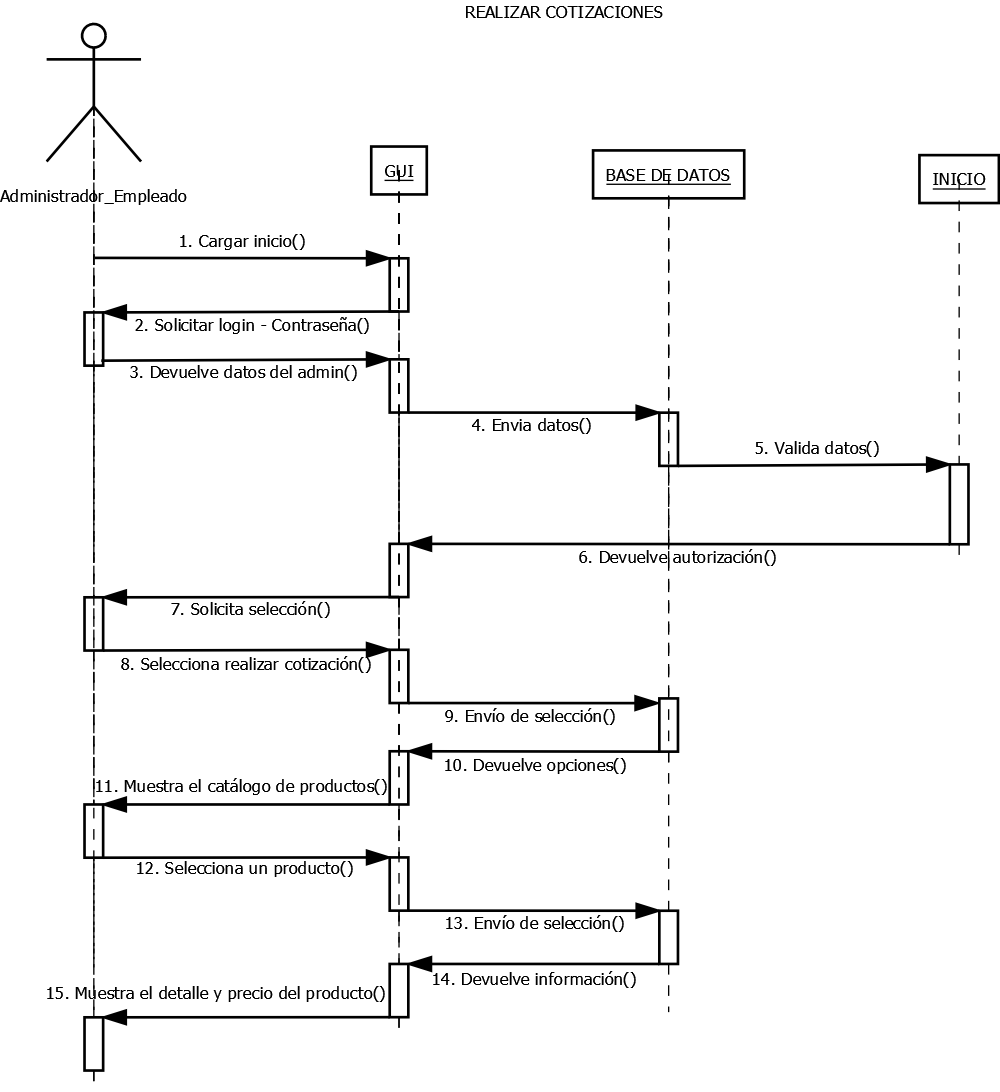 REALIZAR COTIZACIONES
GUI
BASE DE DATOS
INICIO
Administrador_Empleado
1. Cargar inicio()
2. Solicitar login - Contraseña()
3. Devuelve datos del admin()
4. Envia datos()
5. Valida datos()
6. Devuelve autorización()
7. Solicita selección()
8. Selecciona realizar cotización()
9. Envío de selección()
10. Devuelve opciones()
11. Muestra el catálogo de productos()
12. Selecciona un producto()
13. Envío de selección()
14. Devuelve información()
15. Muestra el detalle y precio del producto()